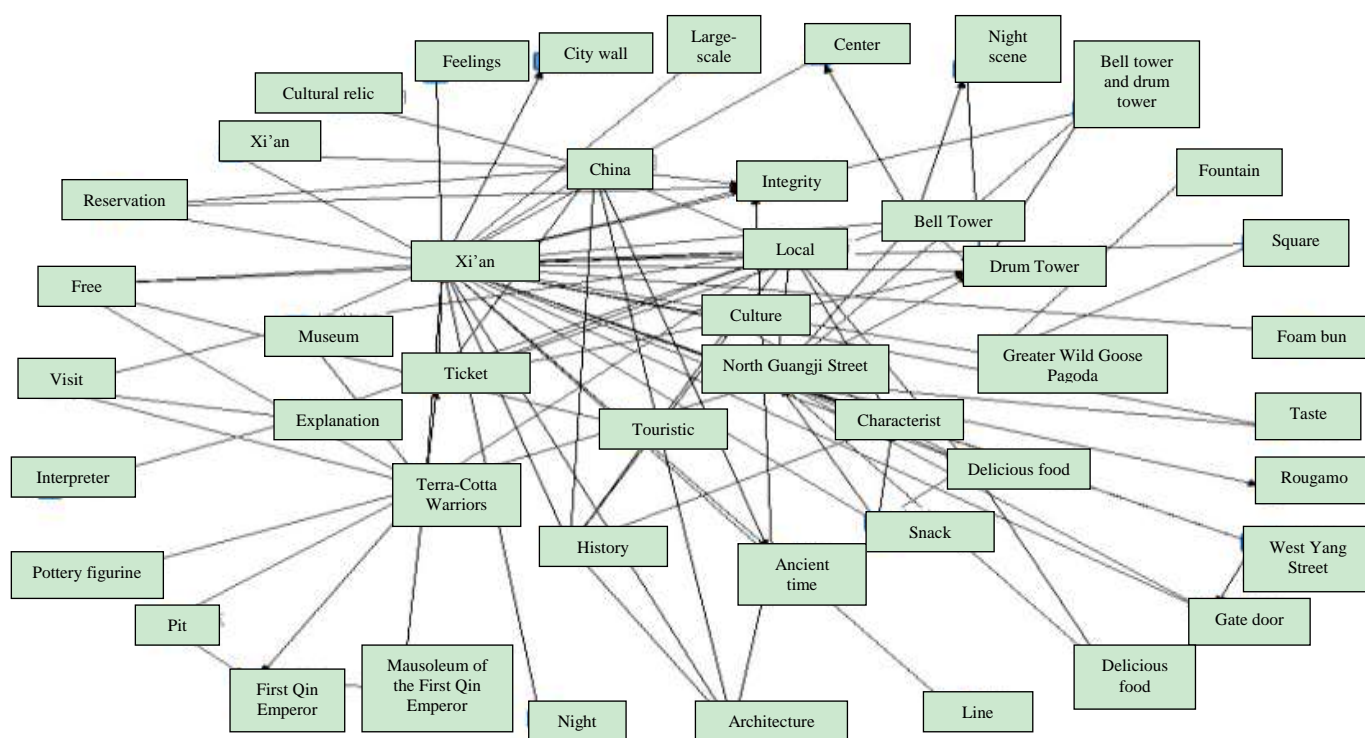 Feelings
City wall
Large-
scale
Center
Night
scene
Bell tower
and drum
tower
Cultural relic
Xi'an
China
Integrity
Fountain
Reservation
Bell Tower
Xi'an
Local
Drum Tower
Square
Free
Museum
Culture
Foam bun
Visit
Ticket
North Guangji Street
Greater Wild Goose
Pagoda
Explanation
Touristic
Characterist
Taste
Interpreter
Terra-Cotta
Warriors
Delicious food
Rougamo
Pottery figurine
History
Ancient
time
Snack
West Yang
Street
Pit
Gate door
First Qin
Emperor
Mausoleum of
the First Qin
Emperor
Night
Architecture
Line
Delicious
food